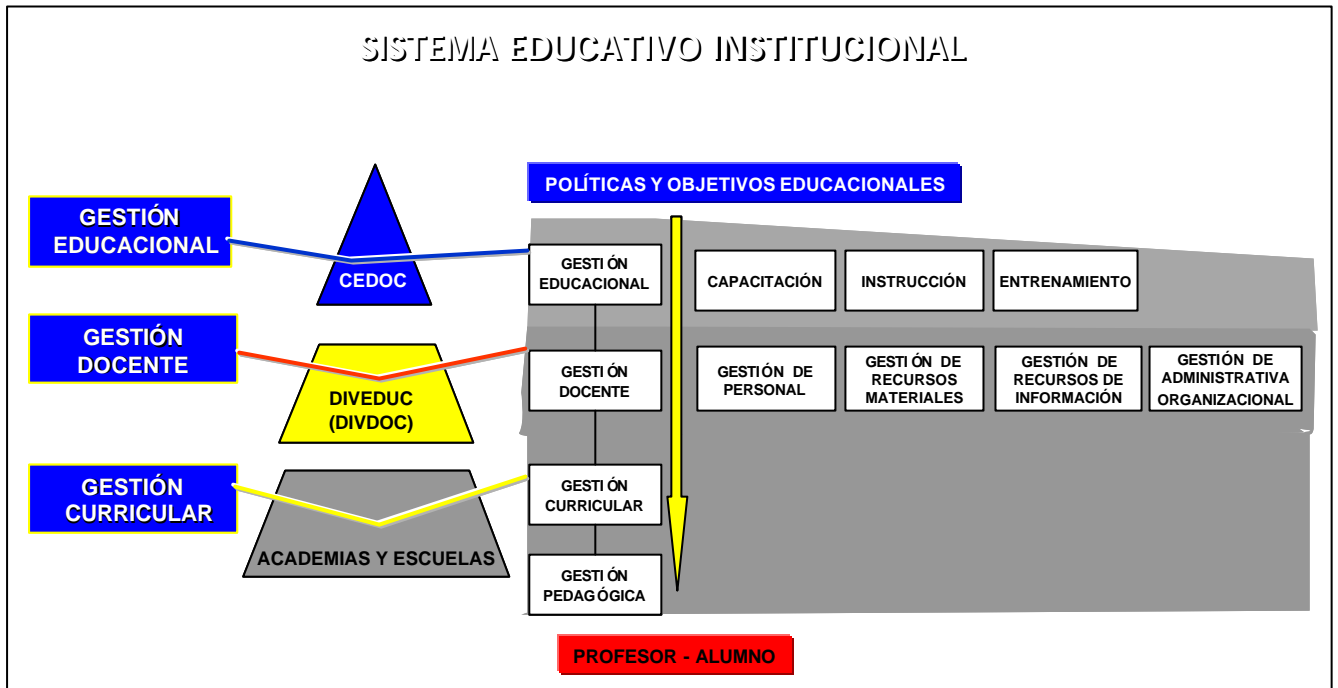 SISTEMA EDUCATIVO INSTITUCIONAL
POLÍTICAS Y OBJETIVOS EDUCACIONALES
GESTIÓN
EDUCACIONAL
CEDOC
GESTIÓN
EDUCACIONAL
CAPACITACIÓN
INSTRUCCIÓN
ENTRENAMIENTO
GESTIÓN
DOCENTE
DIVEDUC
(DIVDOC)
GESTIÓN
DOCENTE
GESTIÓN DE
PERSONAL
GESTIÓN DE
RECURSOS
MATERIALES
GESTIÓN DE
RECURSOS DE
INFORMACIÓN
GESTIÓN DE
ADMINISTRATIVA
ORGANIZACIONAL
GESTIÓN
CURRICULAR
ACADEMIAS Y ESCUELAS
GESTIÓN
CURRICULAR
GESTIÓN
PEDAGÓGICA
PROFESOR - ALUMNO